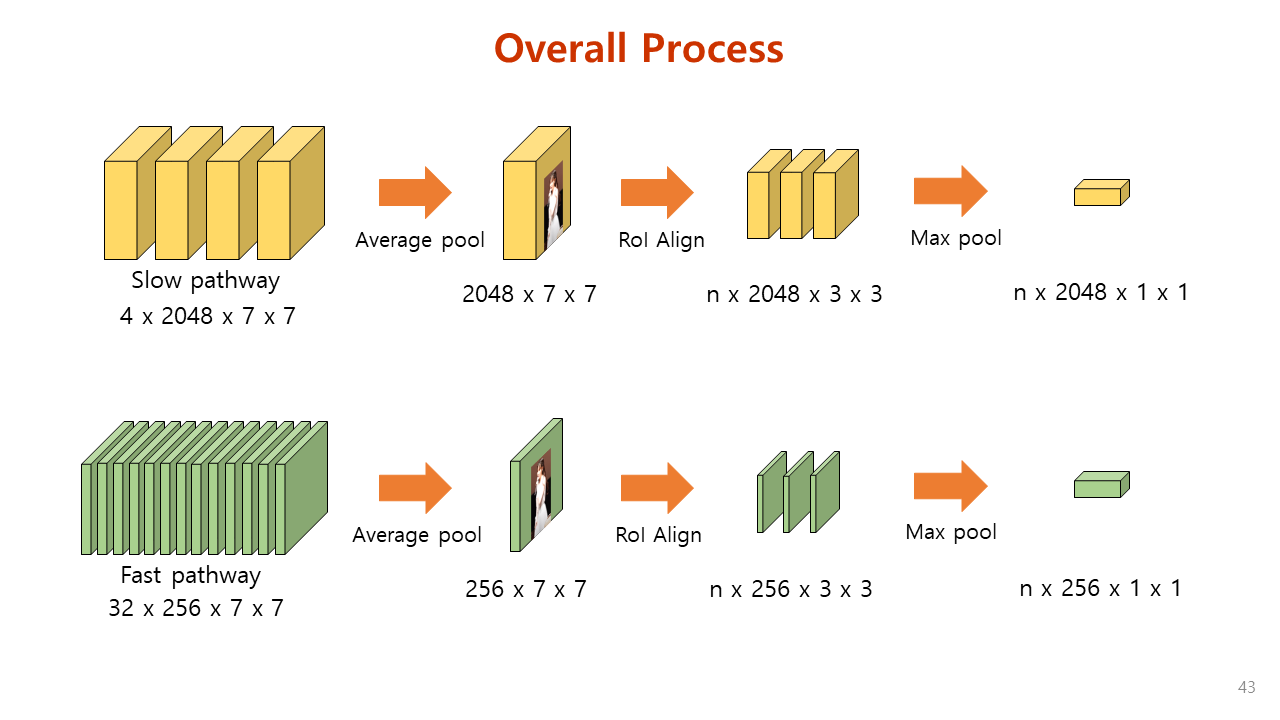 Overall Process
Average pool
RoI Align
Max pool
Slow pathway
4 x 2048 x 7 x 7
2048 x 7 x 7
n x 2048 x 3 x 3
n x 2048 x 1 x 1
Average pool
RoI Align
Max pool
Fast pathway
32 x 256 x 7 x 7
256 x 7 x 7
n x 256 x 3 x 3
n x 256 x 1 x 1
43